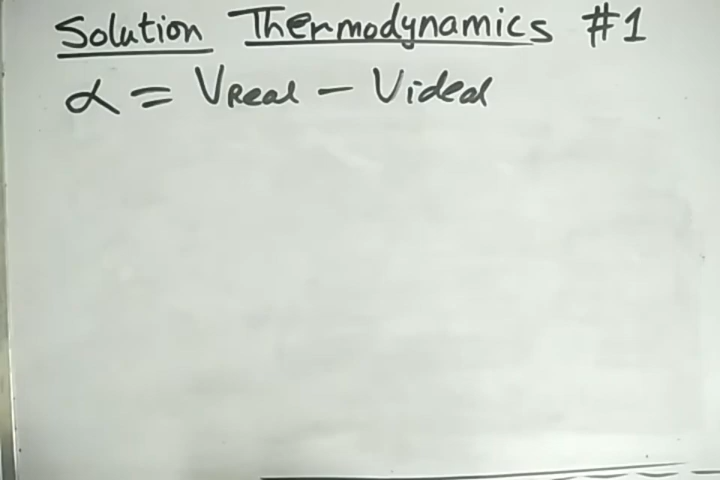 Solution Thermodynamics #1
α = VReal - Videal